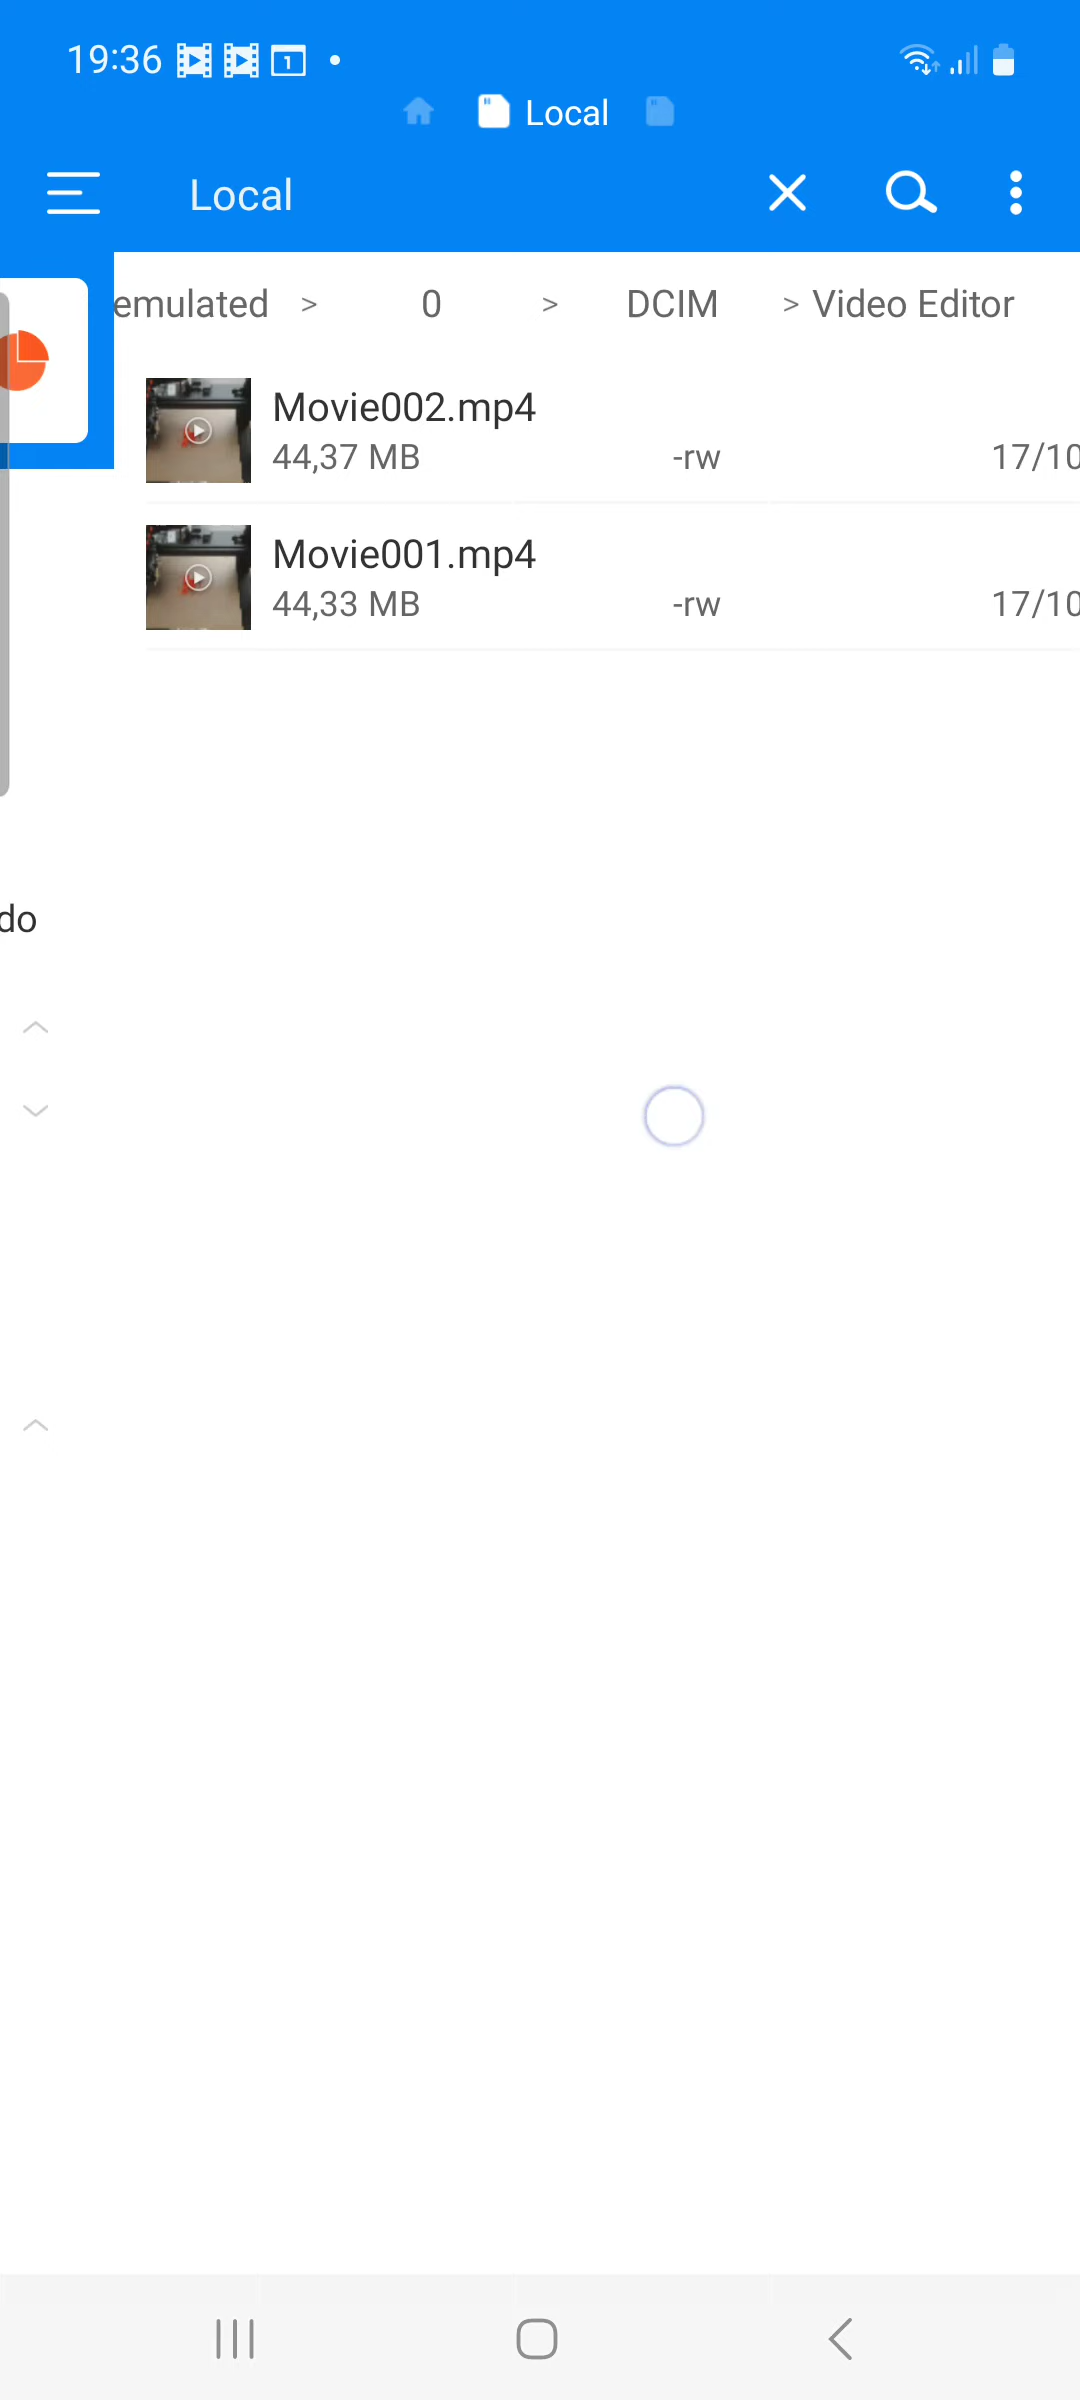 19:36
Local
Local
emulated > 0 > DCIM > Video Editor
Movie002.mp4
44,37 MB -rw 17/10
Movie001.mp4
44,33 MB -rw 17/10
do